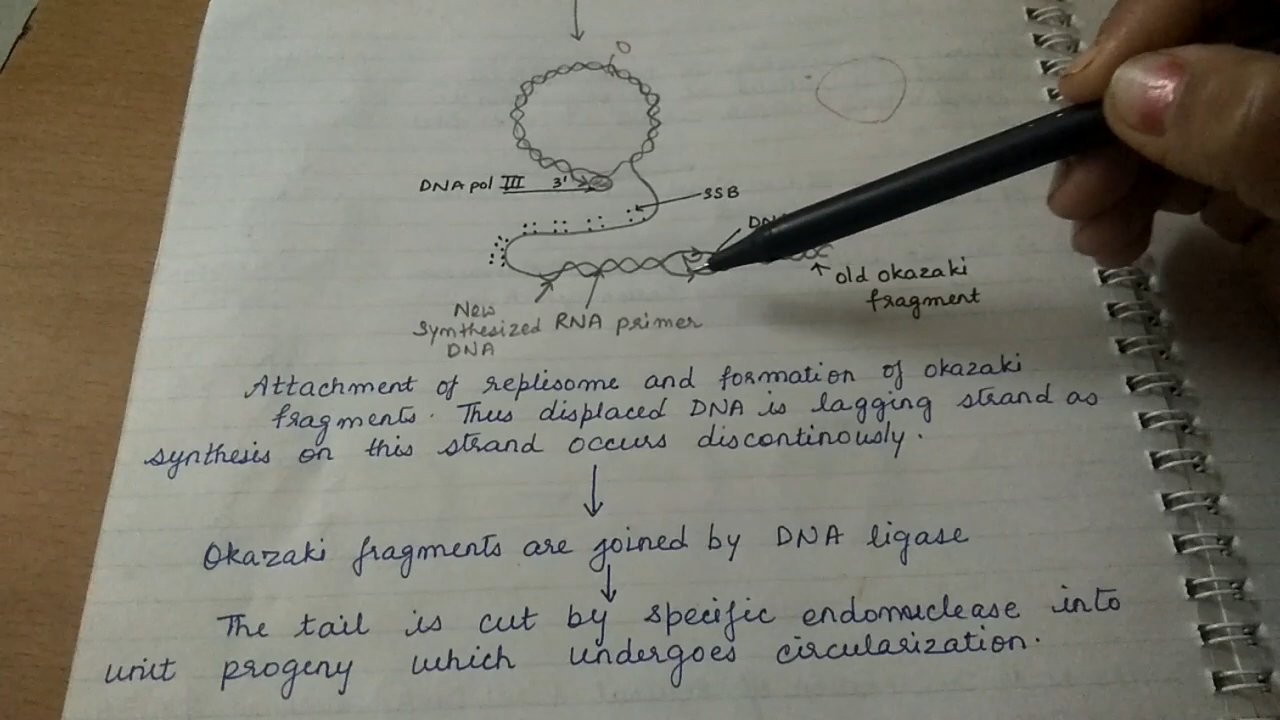 O
DNA pol III 3'
SSB
old okazaki
fragment
New
Synthesized RNA primer
DNA
Attachment of replisome and formation of okazaki
fragments. Thus displaced DNA is lagging strand as
synthesis on this strand occurs discontinously.
Okazaki fragments are joined by DNA ligase
The tail is cut by specific endonuclease into
unit progeny which undergoes circularization.